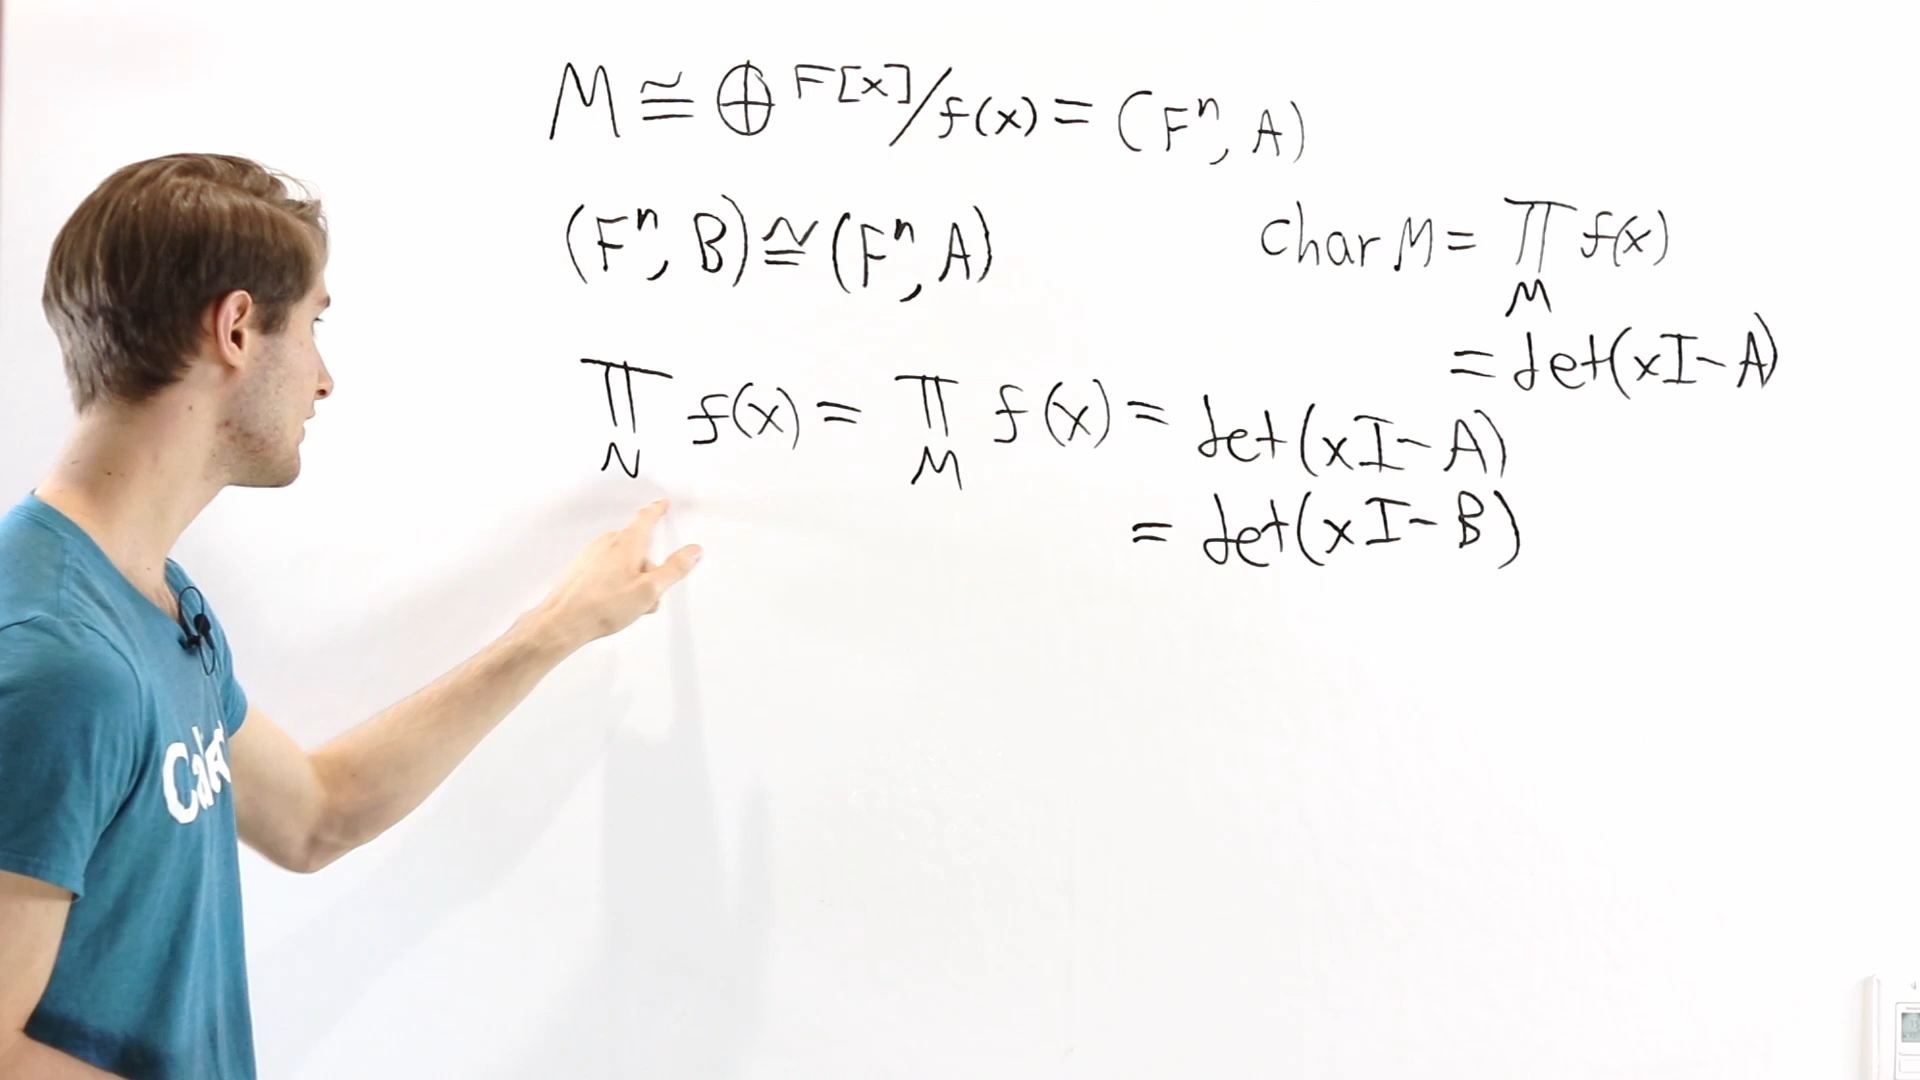 M ≅ ⊕ F[x]/f(x) = (Fⁿ, A)
(Fⁿ, B) ≅ (Fⁿ, A)
char M = ∏_M f(x)
= det(xI - A)
∏_N f(x) = ∏_M f(x) = det(xI - A)
= det(xI - B)